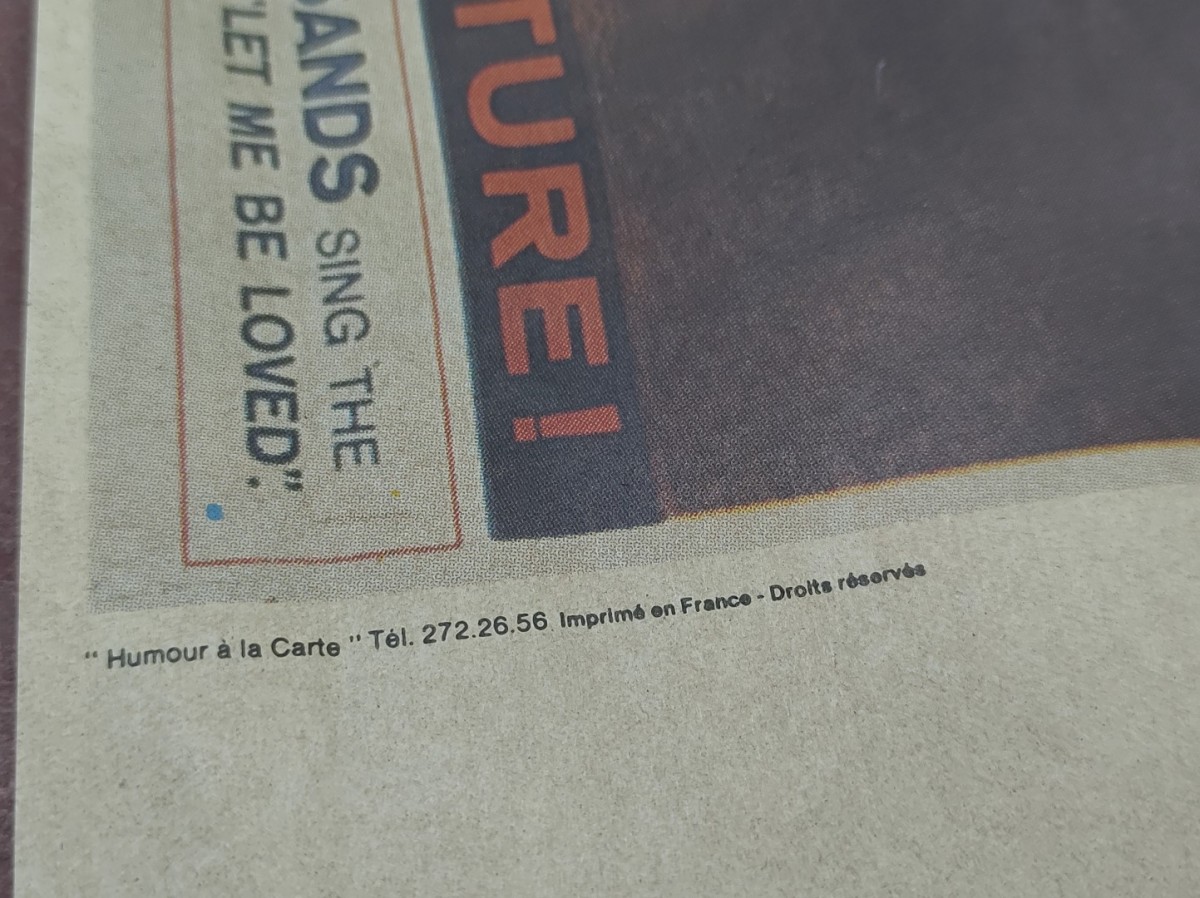 TURE!
SANDS SING THE
"LET ME BE LOVED".
" Humour à la Carte " Tél. 272.26.56 Imprimé en France - Droits réservés